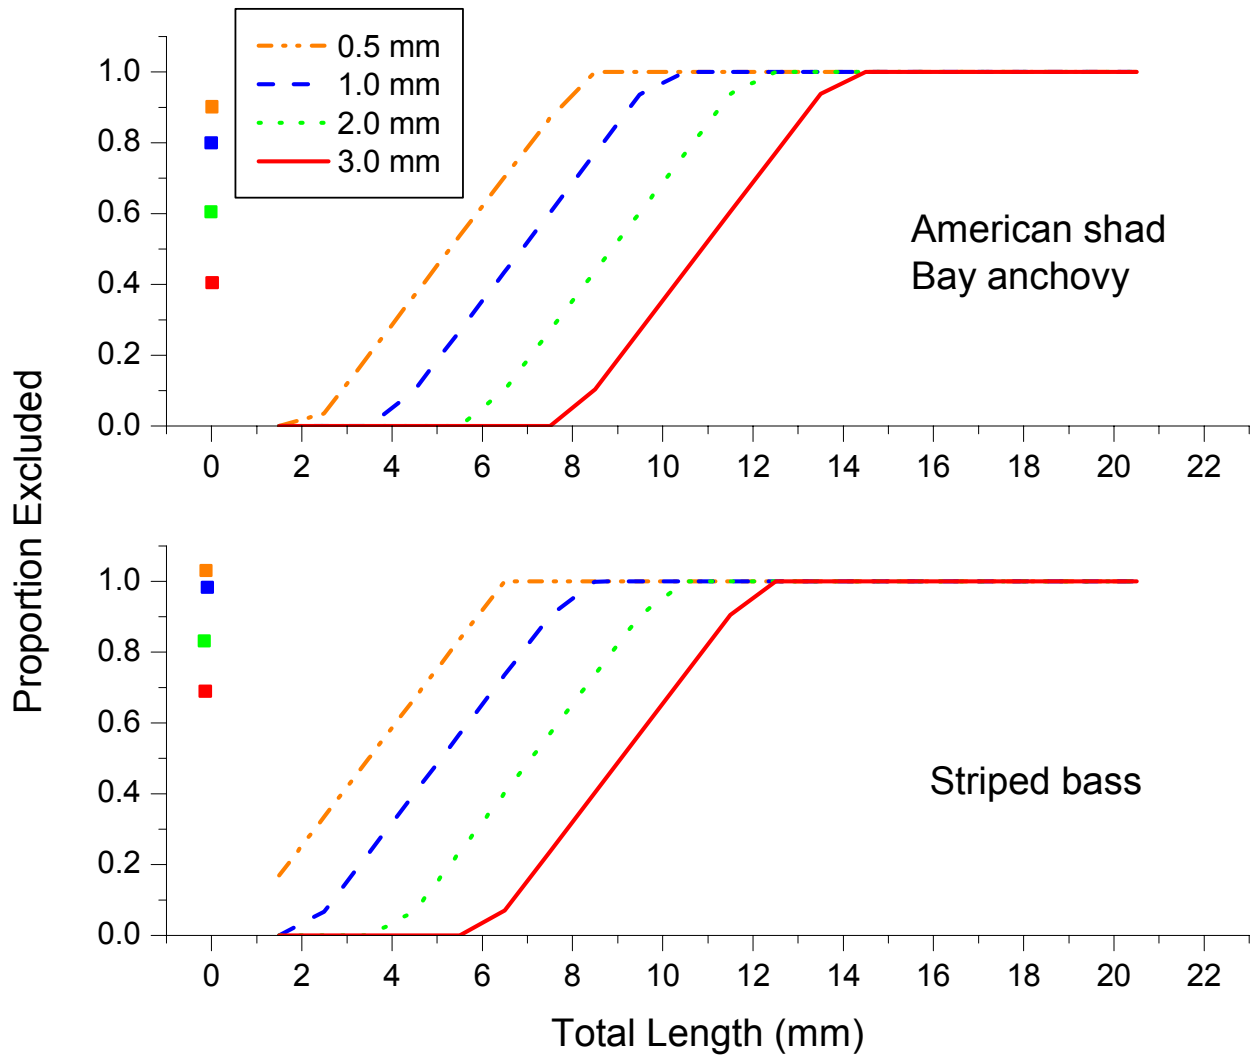 0.5 mm
1.0 mm
2.0 mm
3.0 mm
1.0
0.8
0.6
0.4
0.2
0.0
American shad
Bay anchovy
0 2 4 6 8 10 12 14 16 18 20 22
Proportion Excluded
1.0
0.8
0.6
0.4
0.2
0.0
Striped bass
0 2 4 6 8 10 12 14 16 18 20 22
Total Length (mm)